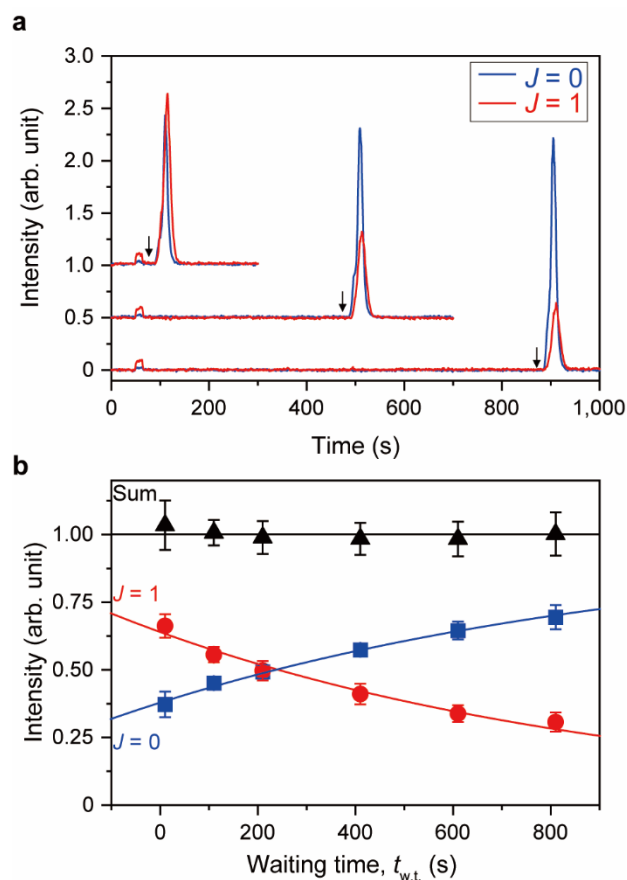 a
J = 0
J = 1
3.0
2.5
2.0
1.5
1.0
0.5
0
Intensity (arb. unit)
0 200 400 600 800 1,000
Time (s)
b
Sum
J = 1
J = 0
1.00
0.75
0.50
0.25
0
Intensity (arb. unit)
0 200 400 600 800
Waiting time, t_w.t. (s)